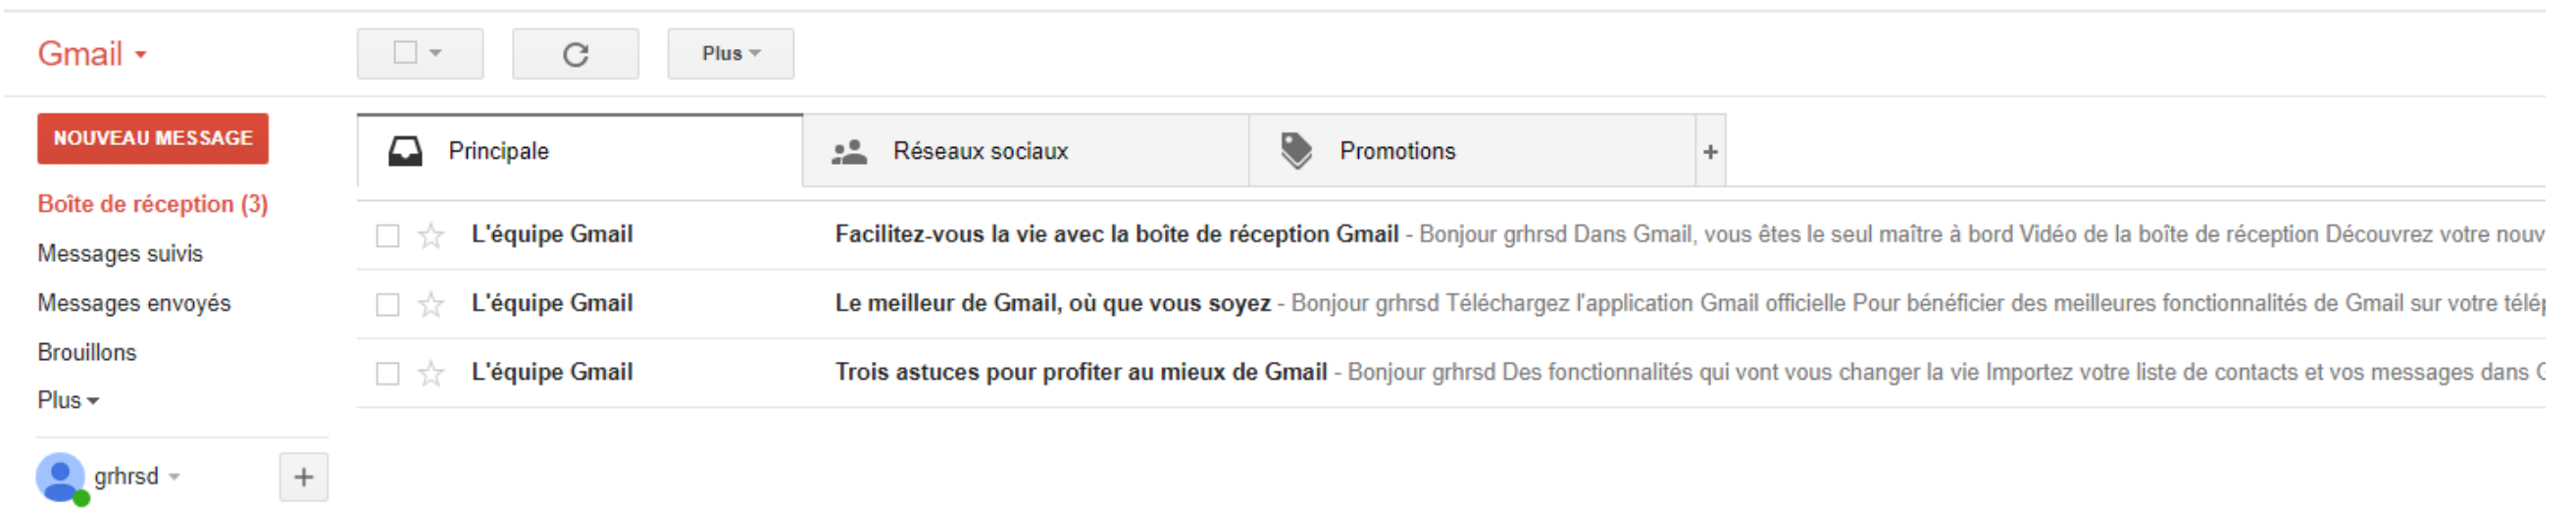 Gmail
Plus
NOUVEAU MESSAGE
Principale
Réseaux sociaux
Promotions
+
Boîte de réception (3)
Messages suivis
Messages envoyés
Brouillons
Plus
L'équipe Gmail Facilitez-vous la vie avec la boîte de réception Gmail - Bonjour grhrsd Dans Gmail, vous êtes le seul maître à bord Vidéo de la boîte de réception Découvrez votre nouv
L'équipe Gmail Le meilleur de Gmail, où que vous soyez - Bonjour grhrsd Téléchargez l'application Gmail officielle Pour bénéficier des meilleures fonctionnalités de Gmail sur votre télé
L'équipe Gmail Trois astuces pour profiter au mieux de Gmail - Bonjour grhrsd Des fonctionnalités qui vont vous changer la vie Importez votre liste de contacts et vos messages dans
grhrsd
+